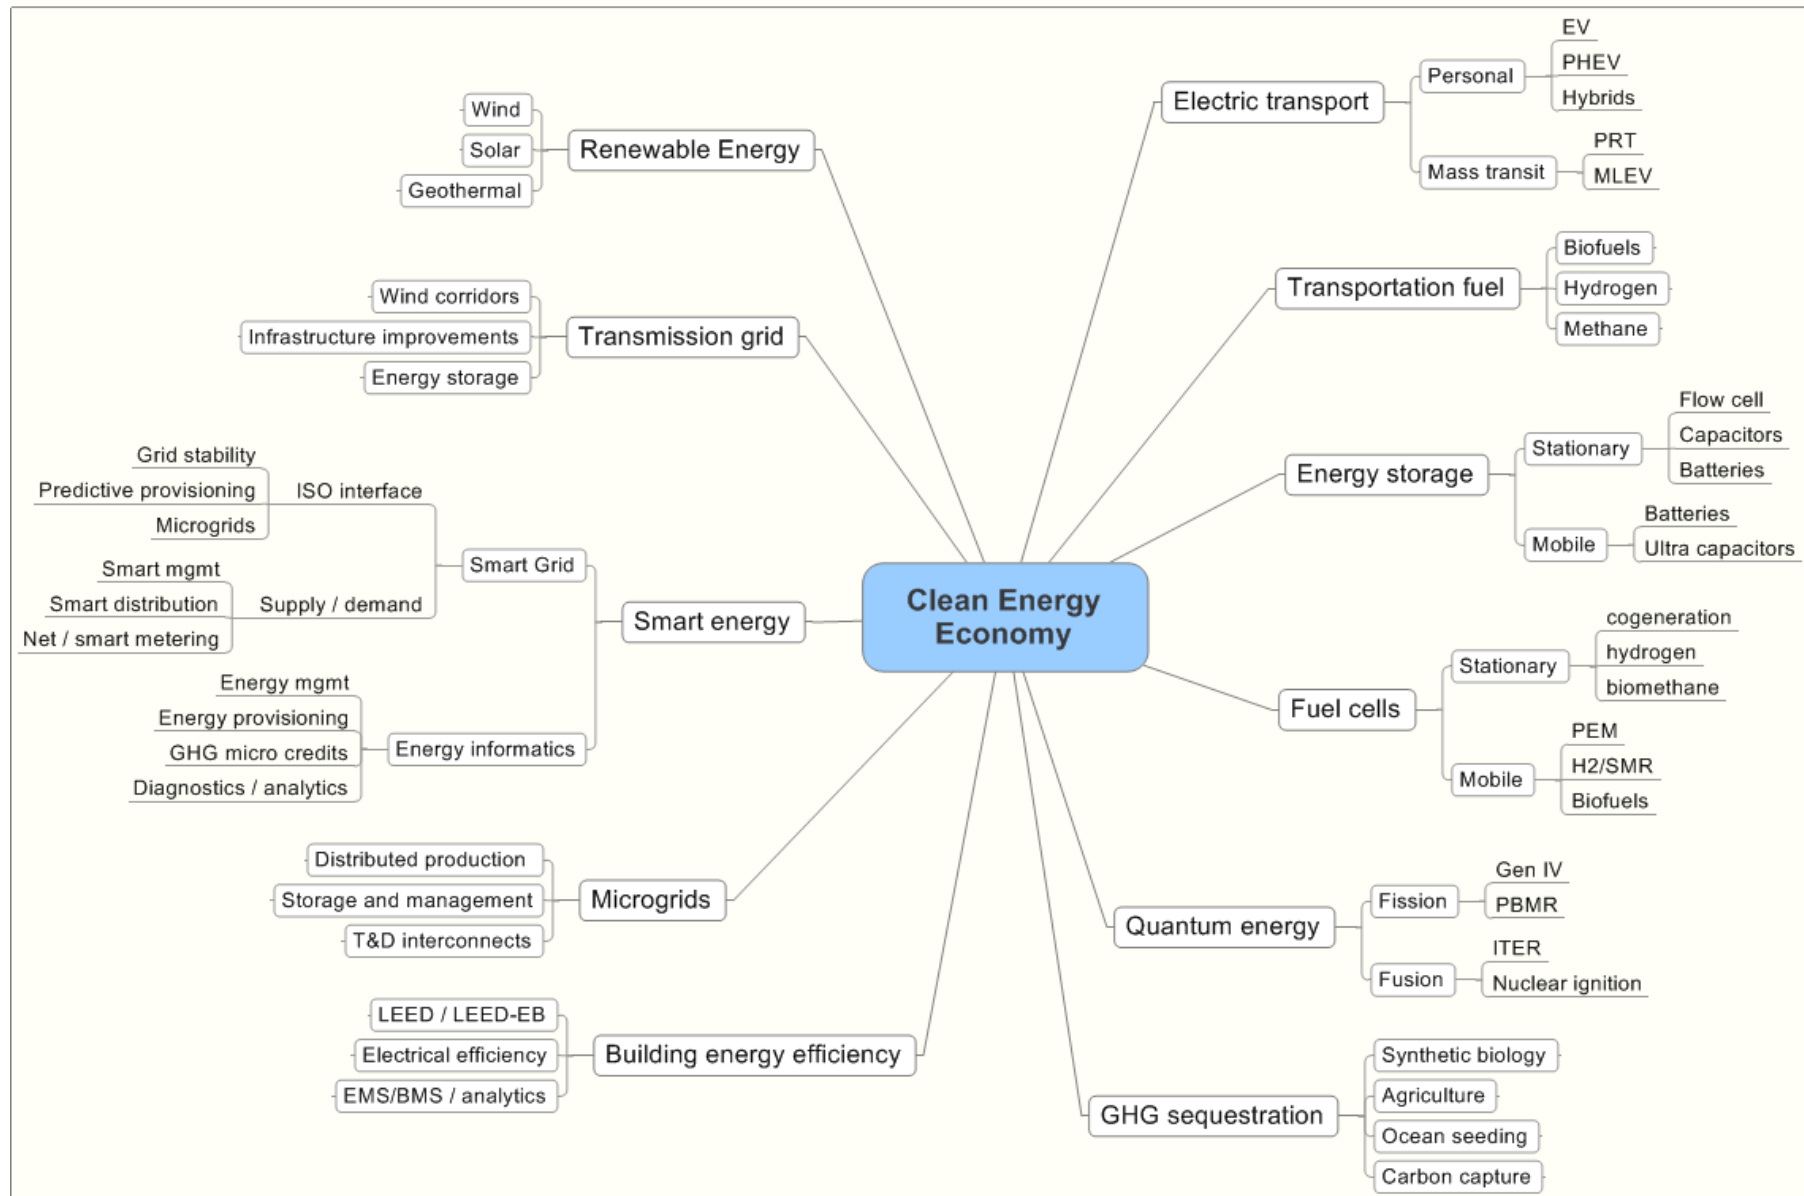 Clean Energy
Economy
Renewable Energy
Wind
Solar
Geothermal
Transmission grid
Wind corridors
Infrastructure improvements
Energy storage
Smart energy
Smart Grid
ISO interface
Grid stability
Predictive provisioning
Microgrids
Supply / demand
Smart mgmt
Smart distribution
Net / smart metering
Energy informatics
Energy mgmt
Energy provisioning
GHG micro credits
Diagnostics / analytics
Microgrids
Distributed production
Storage and management
T&D interconnects
Building energy efficiency
LEED / LEED-EB
Electrical efficiency
EMS/BMS / analytics
Electric transport
Personal
EV
PHEV
Hybrids
Mass transit
PRT
MLEV
Transportation fuel
Biofuels
Hydrogen
Methane
Energy storage
Stationary
Flow cell
Capacitors
Batteries
Mobile
Batteries
Ultra capacitors
Fuel cells
Stationary
cogeneration
hydrogen
biomethane
Mobile
PEM
H2/SMR
Biofuels
Quantum energy
Fission
Gen IV
PBMR
Fusion
ITER
Nuclear ignition
GHG sequestration
Synthetic biology
Agriculture
Ocean seeding
Carbon capture